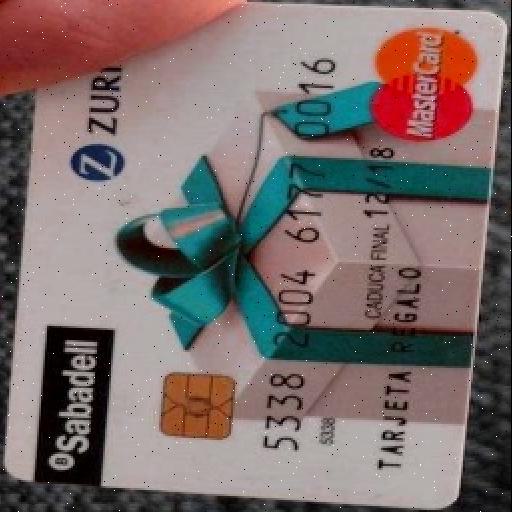 Sabadell
ZURI
5338 2004 6177 0016
5338
CADUCA FINAL 12/18
TARJETA REGALO
MasterCard